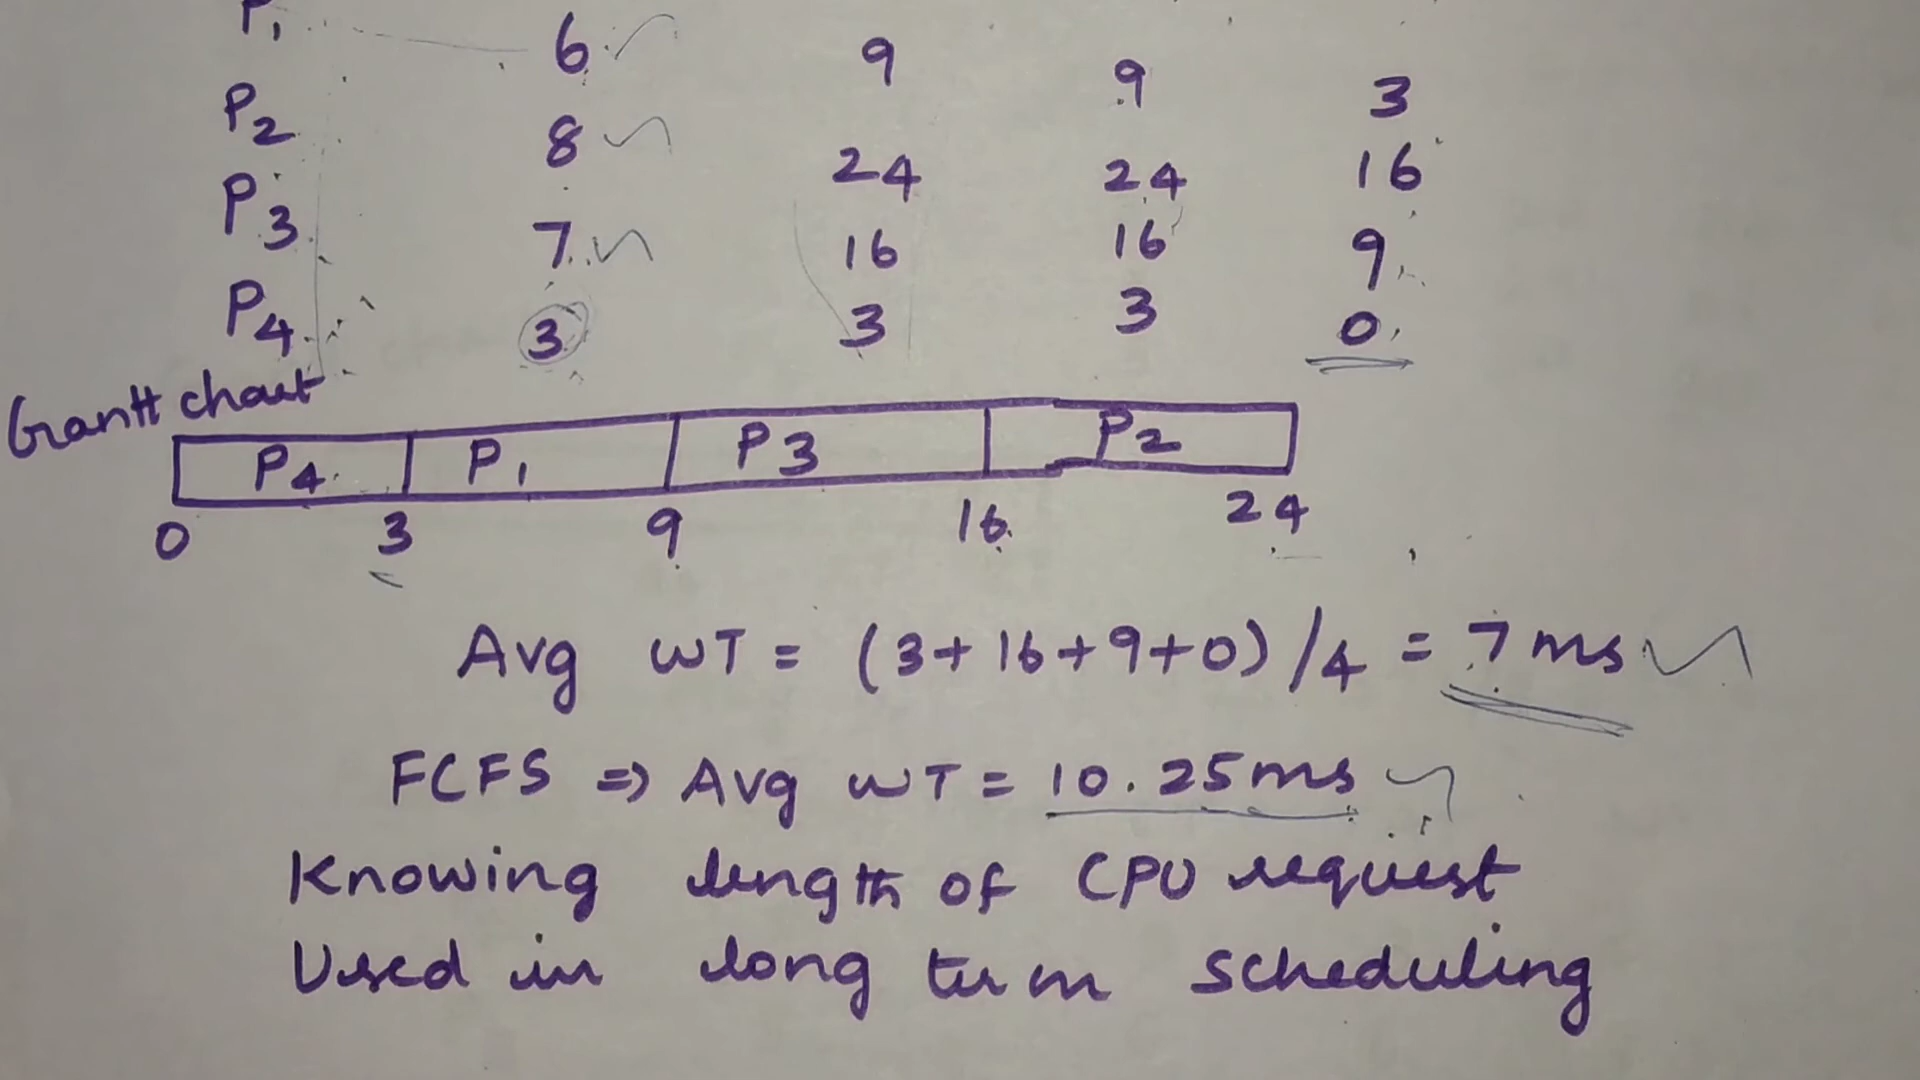 P1 6 9 9 3
P2 8 24 24 16
P3 7 16 16 9
P4 3 3 3 0
Grantt chart
P4 P1 P3 P2
0 3 9 16 24
Avg WT = (3+16+9+0)/4 = 7ms
FCFS => Avg WT = 10.25ms
Knowing length of CPU request
Used in long term scheduling